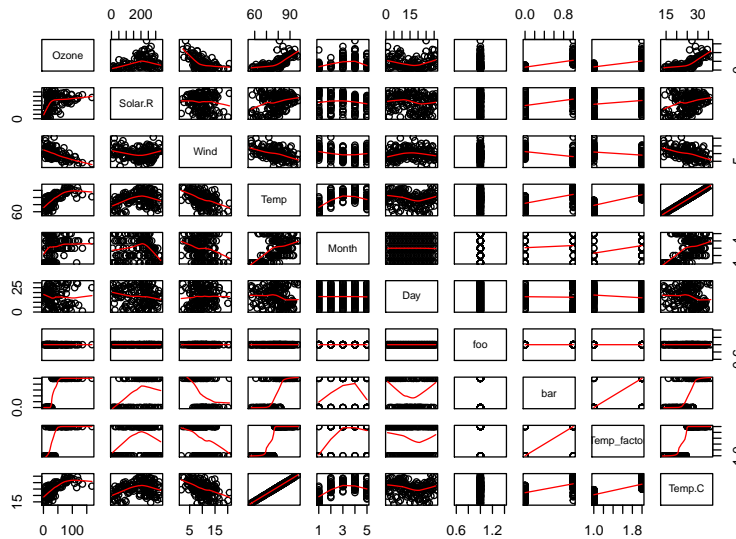 0 200 60 90 0 15 0.0 0.8 15 30
Ozone
0 Solar.R
Wind
60 Temp
Month
0 25 Day
foo
0.0 bar
Temp_facto
15 Temp.C
0 100 5 15 1 3 5 0.6 1.2 1.0 1.8